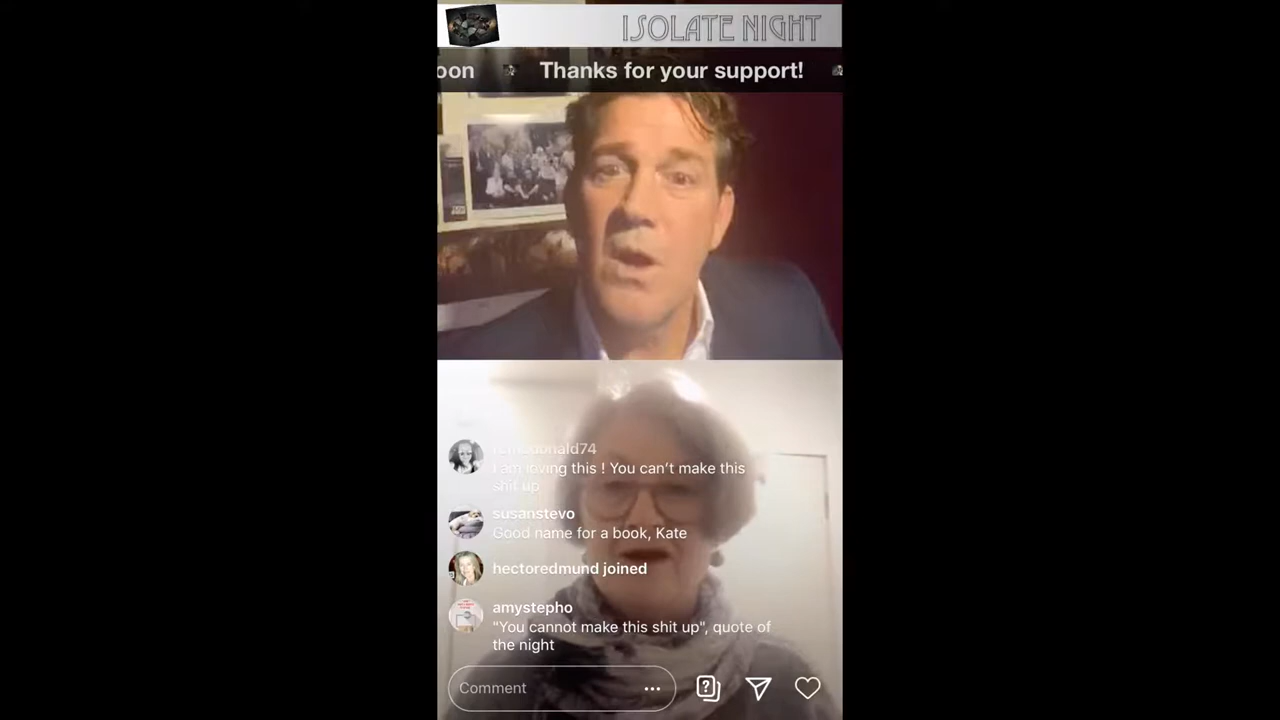 ISOLATE NIGHT
oon Thanks for your support!
I am loving this ! You can't make this
shit up
susanstevo
Good name for a book, Kate
hectoredmund joined
amystepho
"You cannot make this shit up", quote of
the night
Comment